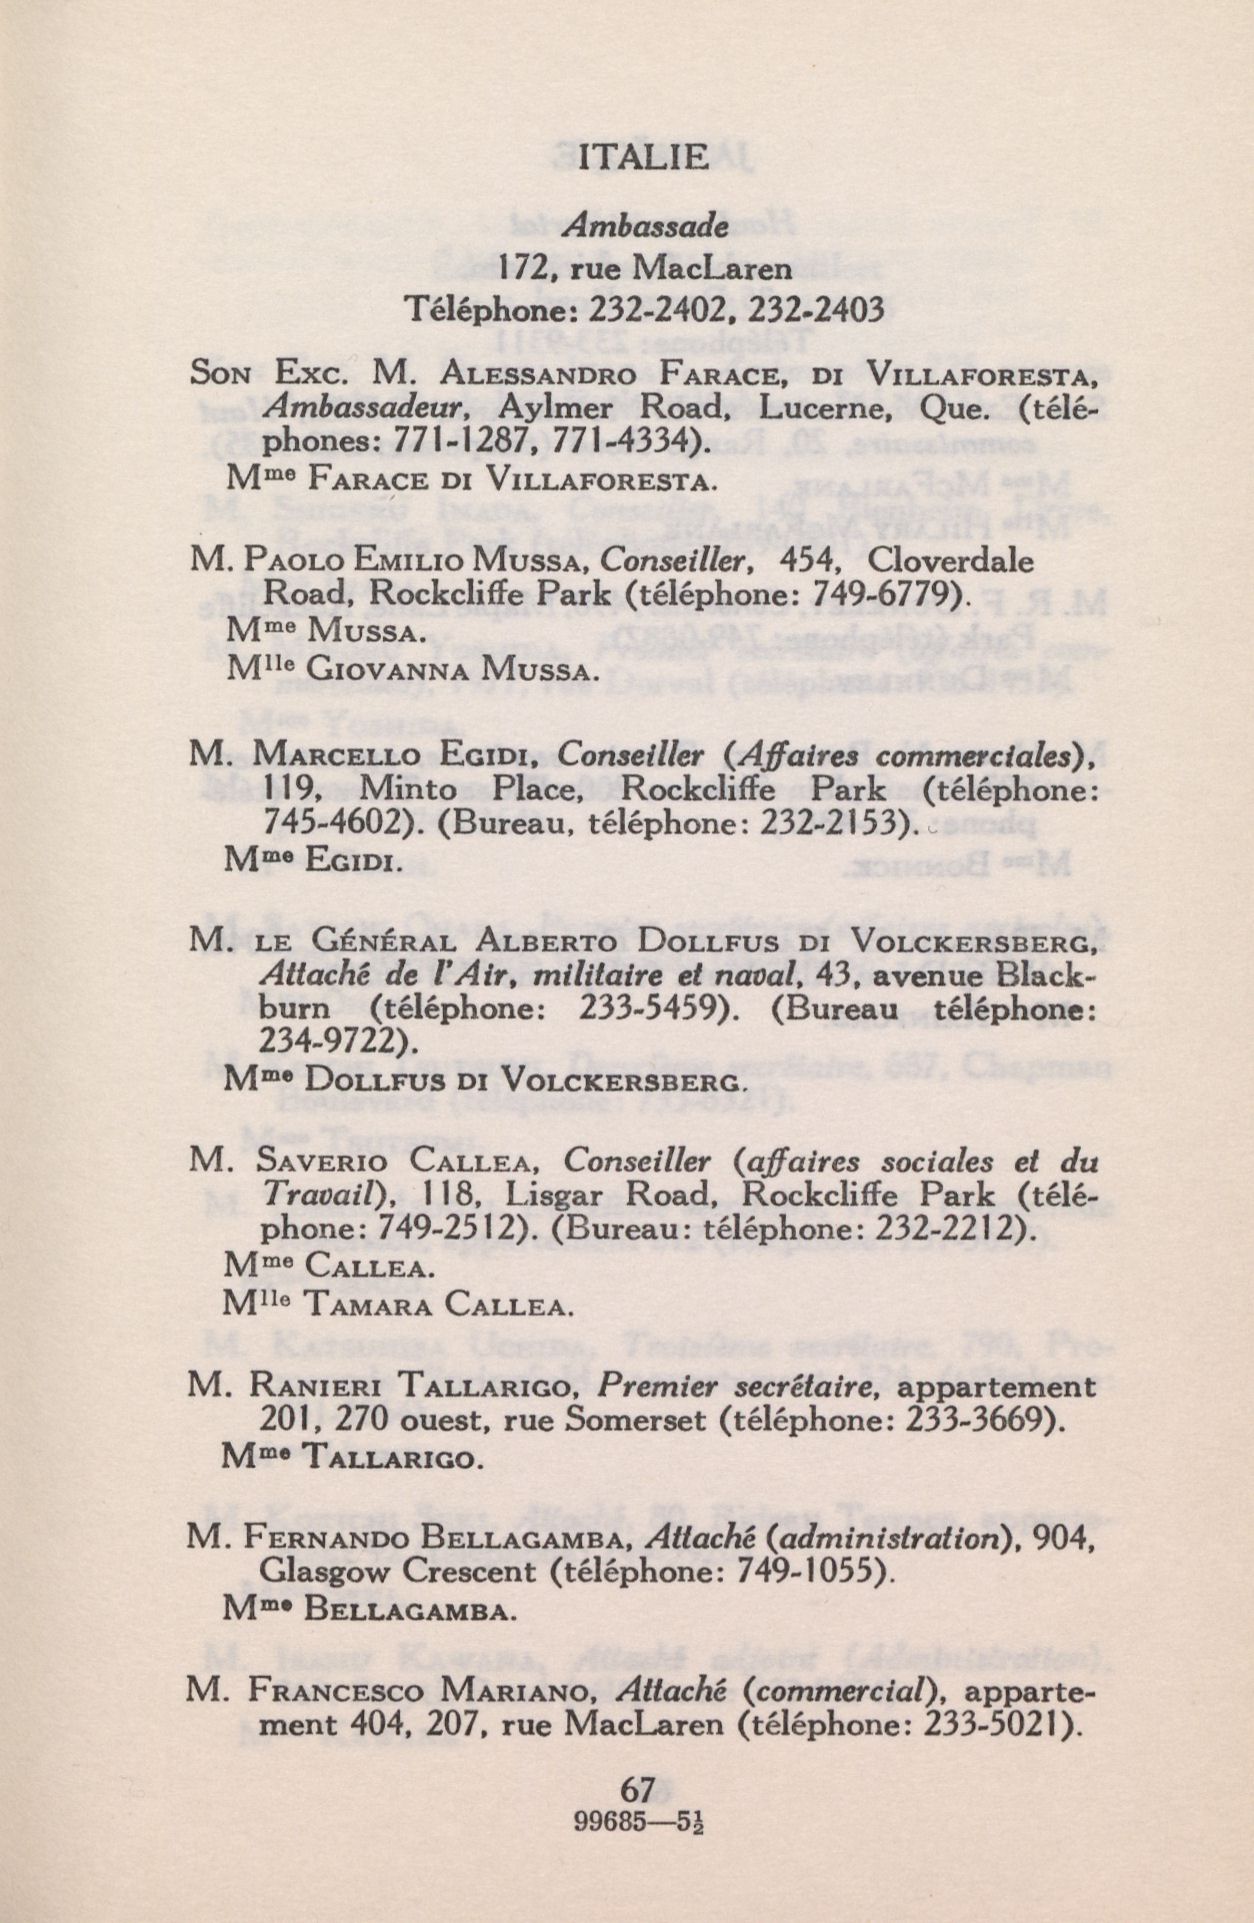 ITALIE
Ambassade
172, rue MacLaren
Téléphone: 232-2402, 232-2403
SON EXC. M. ALESSANDRO FARACE, DI VILLAFORESTA,
Ambassadeur, Aylmer Road, Lucerne, Que. (télé-
phones: 771-1287, 771-4334).
Mme FARACE DI VILLAFORESTA.
M. PAOLO EMILIO MUSSA, Conseiller, 454, Cloverdale
Road, Rockcliffe Park (téléphone: 749-6779).
Mme MUSSA.
Mlle GIOVANNA MUSSA.
M. MARCELLO EGIDI, Conseiller (Affaires commerciales),
119, Minto Place, Rockcliffe Park (téléphone:
745-4602). (Bureau, téléphone: 232-2153).
Mme EGIDI.
M. LE GÉNÉRAL ALBERTO DOLLFUS DI VOLCKERSBERG,
Attaché de l'Air, militaire et naval, 43, avenue Black-
burn (téléphone: 233-5459). (Bureau téléphone:
234-9722).
Mme DOLLFUS DI VOLCKERSBERG.
M. SAVERIO CALLEA, Conseiller (affaires sociales et du
Travail), 118, Lisgar Road, Rockcliffe Park (télé-
phone: 749-2512). (Bureau: téléphone: 232-2212).
Mme CALLEA.
Mlle TAMARA CALLEA.
M. RANIERI TALLARIGO, Premier secrétaire, appartement
201, 270 ouest, rue Somerset (téléphone: 233-3669).
Mme TALLARIGO.
M. FERNANDO BELLAGAMBA, Attaché (administration), 904,
Glasgow Crescent (téléphone: 749-1055).
Mme BELLAGAMBA.
M. FRANCESCO MARIANO, Attaché (commercial), apparte-
ment 404, 207, rue MacLaren (téléphone: 233-5021).
67
99685—5½